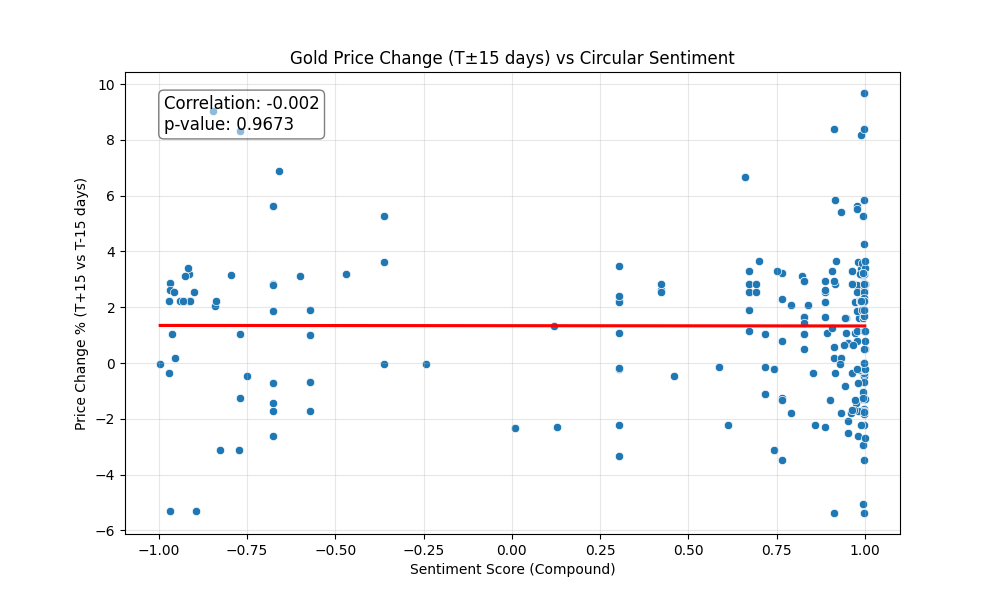 Gold Price Change (T±15 days) vs Circular Sentiment
Correlation: -0.002
p-value: 0.9673
Price Change % (T+15 vs T-15 days)
10
8
6
4
2
0
−2
−4
−6
−1.00 −0.75 −0.50 −0.25 0.00 0.25 0.50 0.75 1.00
Sentiment Score (Compound)